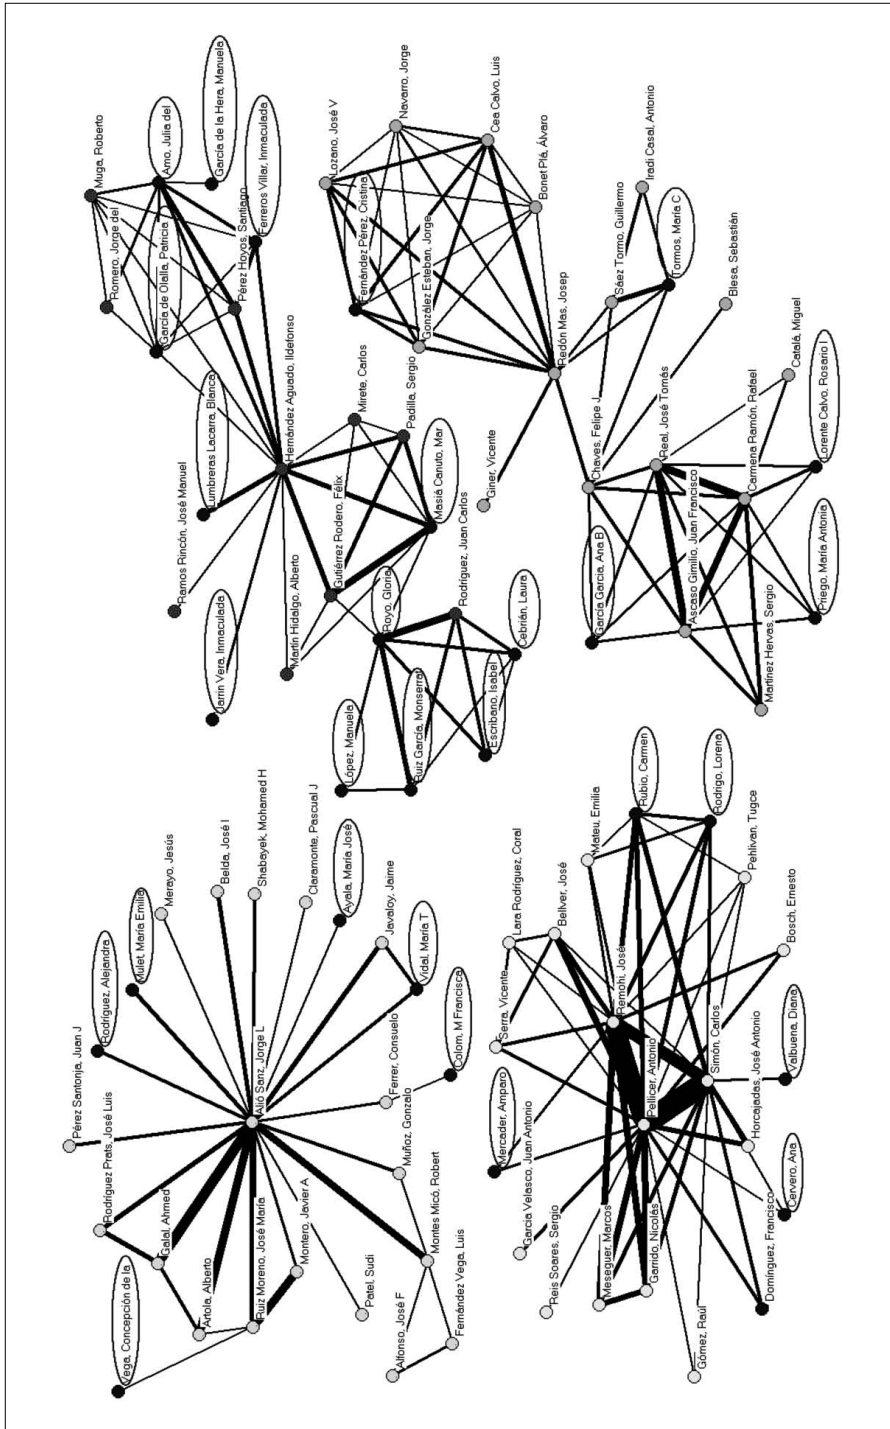 Pérez Santonja, Juan J
Rodríguez, Alejandra
Mulet, María Emilia
Merayo, Jesús
Belda, José I
Shabayek, Mohamed H
Claramonte, Pascual J
Ayala, María José
Javaloy, Jaime
Vidal, María T
Rodríguez Prats, José Luis
Galal, Ahmed
Alió Sanz, Jorge L
Vega, Concepción de la
Artola, Alberto
Ruiz Moreno, José María
Montero, Javier A
Patel, Sudi
Ferrer, Consuelo
Colom, M Francisca
Muñoz, Gonzalo
Montes Micó, Robert
Alfonso, José F
Fernández Vega, Luis
Jarrín Vera, Inmaculada
Ramos Rincón, José Manuel
Lumbreras Lacarra, Blanca
Hernández Aguado, Ildefonso
Martín Hidalgo, Alberto
Gutiérrez Rodero, Félix
Mirete, Carlos
Padilla, Sergio
Masiá Canuto, Mar
Romero, Jorge del
Muga, Roberto
García de Olalla, Patricia
Amo, Julia del
García de la Hera, Manuela
Pérez Hoyos, Santiago
Ferreros Villar, Inmaculada
López, Manuela
Royo, Gloria
Rodríguez, Juan Carlos
Ruiz García, Monserrat
Escribano, Isabel
Cebrián, Laura
Lozano, José V
Navarro, Jorge
Fernández Pérez, Cristina
Cea Calvo, Luis
González Esteban, Jorge
Bonet Plá, Álvaro
Redón Mas, Josep
Giner, Vicente
Sáez Tormo, Guillermo
Iradi Casal, Antonio
Tormos, María C
Blesa, Sebastián
Chaves, Felipe J
Real, José Tomás
García García, Ana B
Ascaso Gimilio, Juan Francisco
Carmena Ramón, Rafael
Catalá, Miguel
Lorente Calvo, Rosario I
Priego, María Antonia
Martínez Hervas, Sergio
Mercader, Amparo
Serra, Vicente
Lara Rodríguez, Coral
Bellver, José
Remohí, José
Mateu, Emilia
Rubio, Carmen
Rodrigo, Lorena
Pehlivan, Tugce
Bosch, Ernesto
García Velasco, Juan Antonio
Reis Soares, Sergio
Pellicer, Antonio
Simón, Carlos
Meseguer, Marcos
Garrido, Nicolás
Gómez, Raúl
Domínguez, Francisco
Cervero, Ana
Horcajadas, José Antonio
Valbuena, Diana